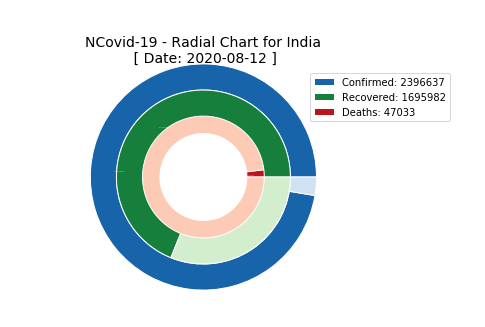 NCovid-19 - Radial Chart for India
[ Date: 2020-08-12 ]
Confirmed: 2396637
Recovered: 1695982
Deaths: 47033